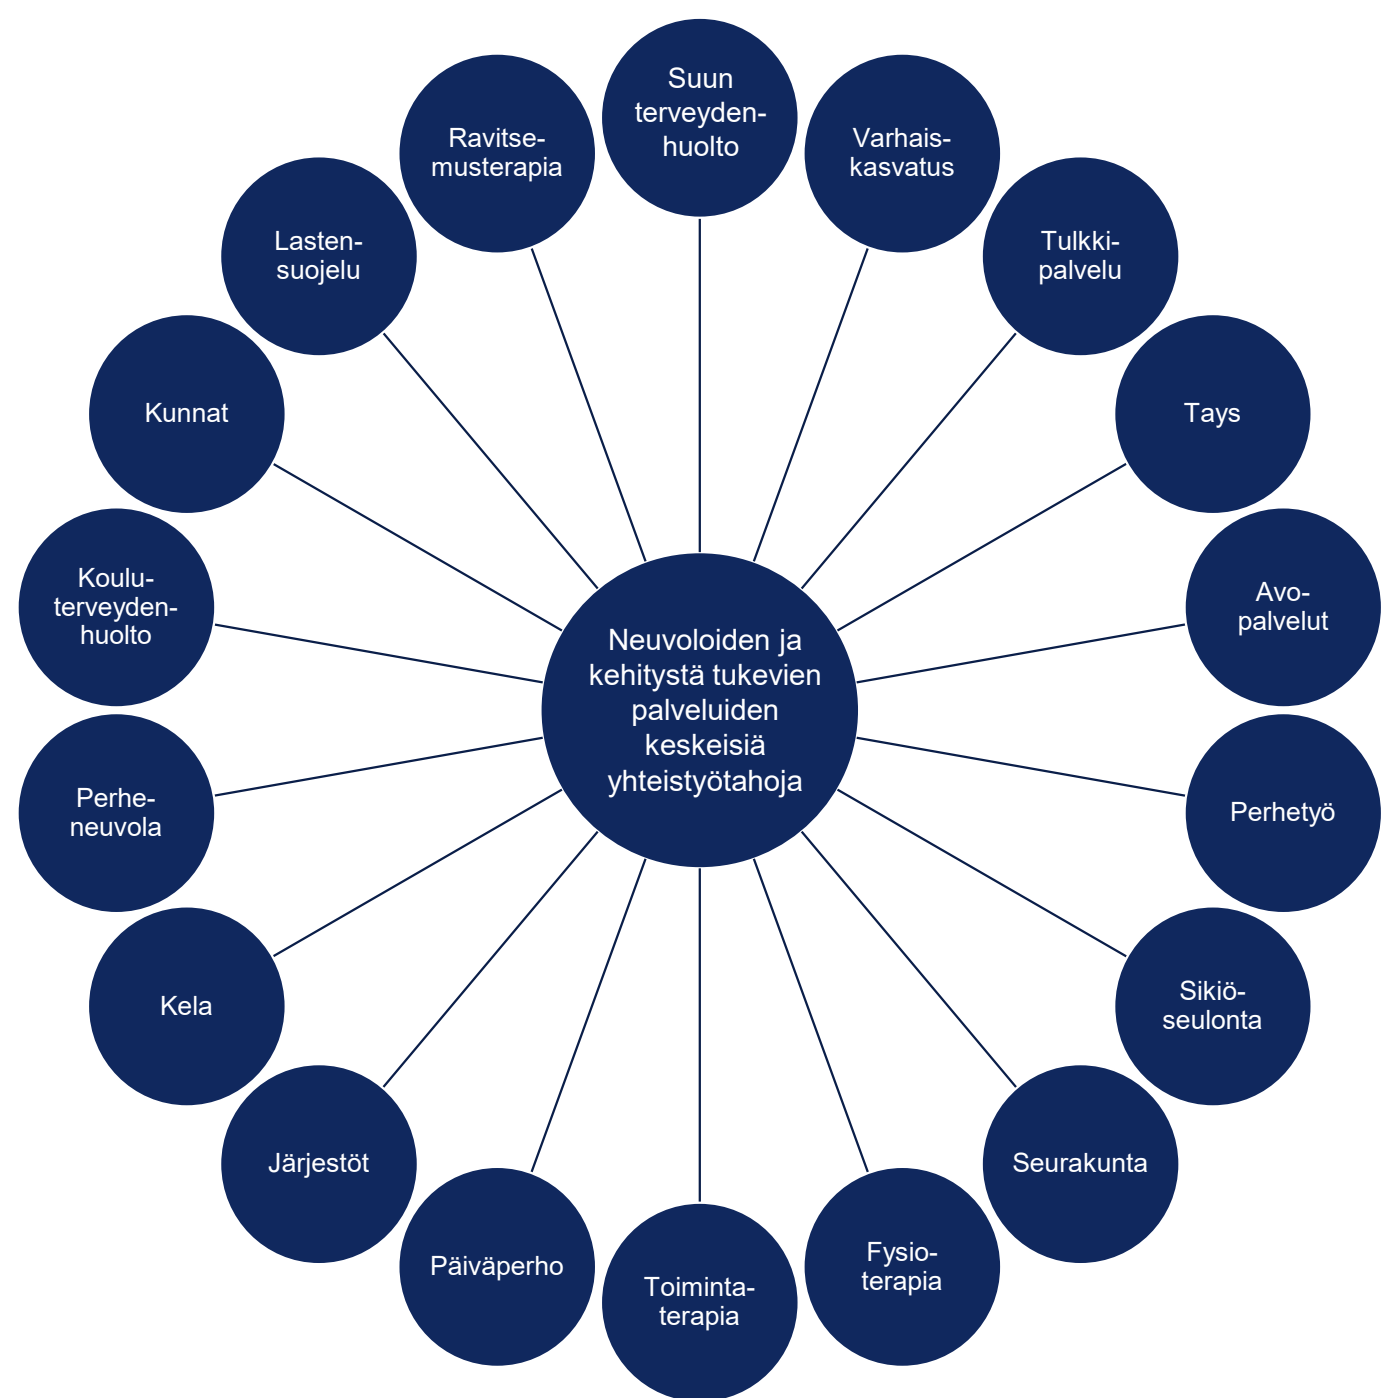 Suun
terveyden-
huolto
Varhais-
kasvatus
Tulkki-
palvelu
Tays
Avo-
palvelut
Perhetyö
Sikiö-
seulonta
Seurakunta
Fysio-
terapia
Toiminta-
terapia
Päiväperho
Järjestöt
Kela
Perhe-
neuvola
Koulu-
terveyden-
huolto
Kunnat
Lasten-
suojelu
Ravitse-
musterapia
Neuvoloiden ja
kehitystä tukevien
palveluiden
keskeisiä
yhteistyötahoja